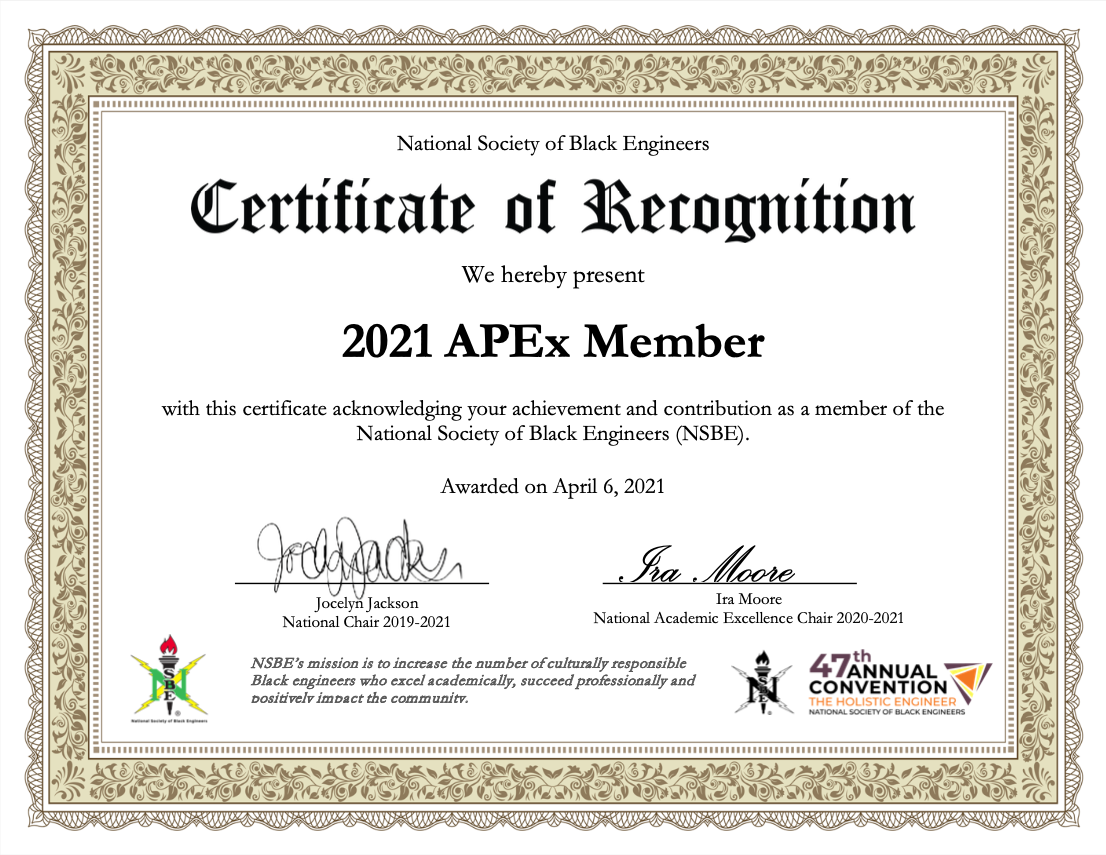 National Society of Black Engineers
Certificate of Recognition
We hereby present
2021 APEx Member
with this certificate acknowledging your achievement and contribution as a member of the
National Society of Black Engineers (NSBE).
Awarded on April 6, 2021
Jocelyn Jackson
Ira Moore
Jocelyn Jackson
National Chair 2019-2021
Ira Moore
National Academic Excellence Chair 2020-2021
NSBE
National Society of Black Engineers
NSBE's mission is to increase the number of culturally responsible
Black engineers who excel academically, succeed professionally and
positively impact the community.
NSBE
47th ANNUAL
CONVENTION
THE HOLISTIC ENGINEER
NATIONAL SOCIETY OF BLACK ENGINEERS